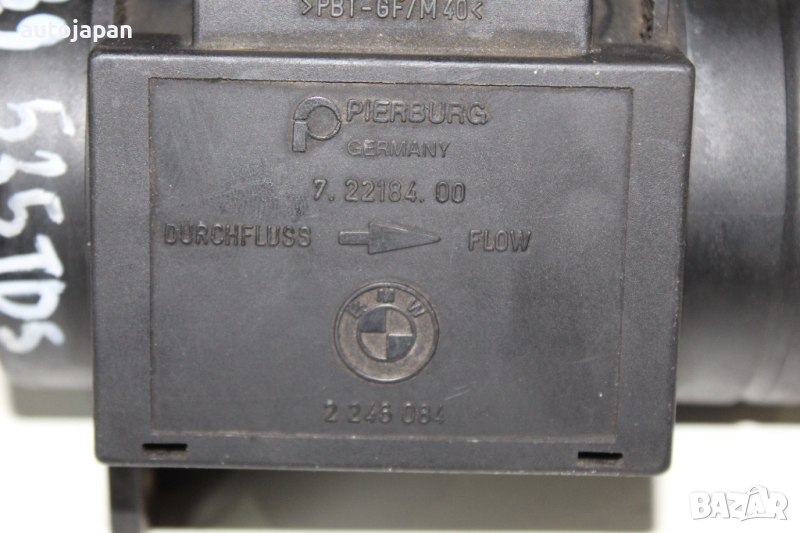 autojapan
>PBT-GF/M40<
PIERBURG
GERMANY
7.22184.00
DURCHFLUSS FLOW
BMW
2 246 084
525TDS
BAZAR